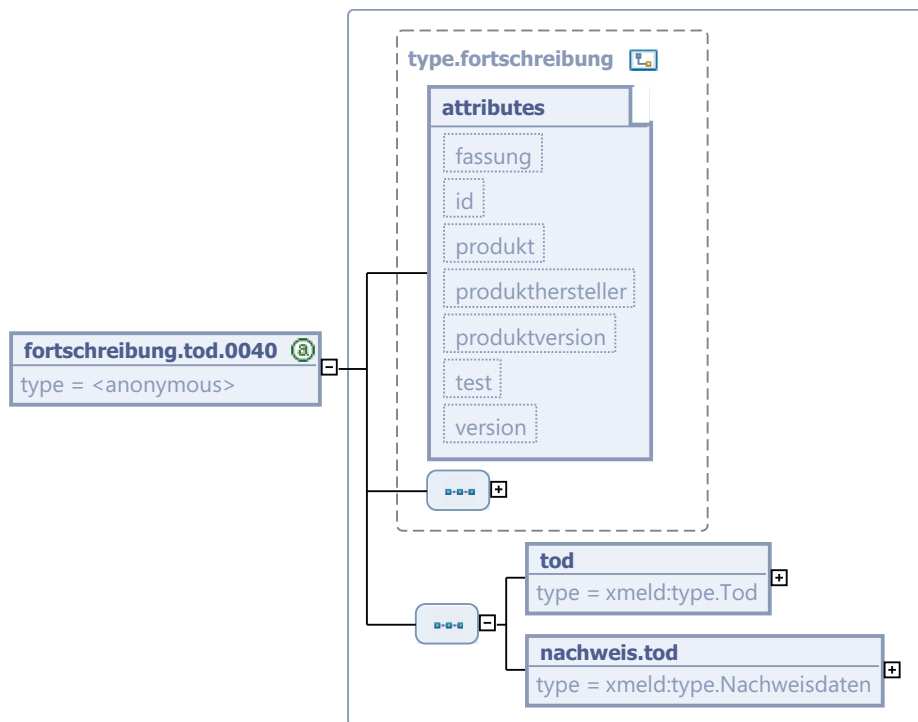 type.fortschreibung
attributes
fassung
id
produkt
produkthersteller
produktversion
test
version
fortschreibung.tod.0040 a
type = <anonymous>
tod
type = xmeld:type.Tod
nachweis.tod
type = xmeld:type.Nachweisdaten